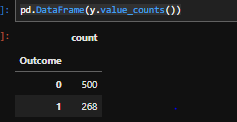 ]: pd.DataFrame(y.value_counts())
]: count
Outcome
0 500
1 268